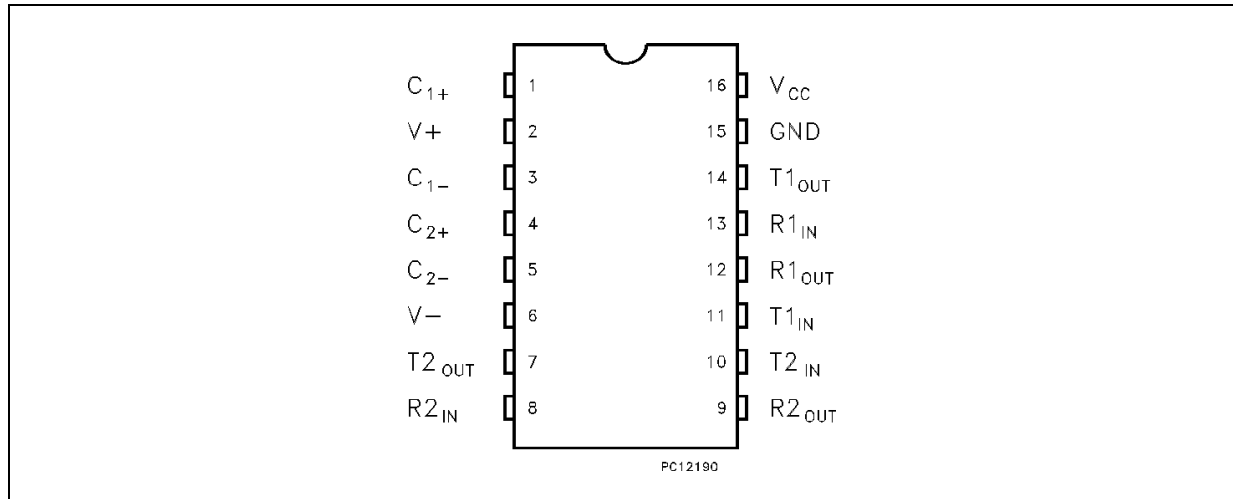 C1+ 1 16 VCC
V+ 2 15 GND
C1− 3 14 T1OUT
C2+ 4 13 R1IN
C2− 5 12 R1OUT
V− 6 11 T1IN
T2OUT 7 10 T2IN
R2IN 8 9 R2OUT
PC12190